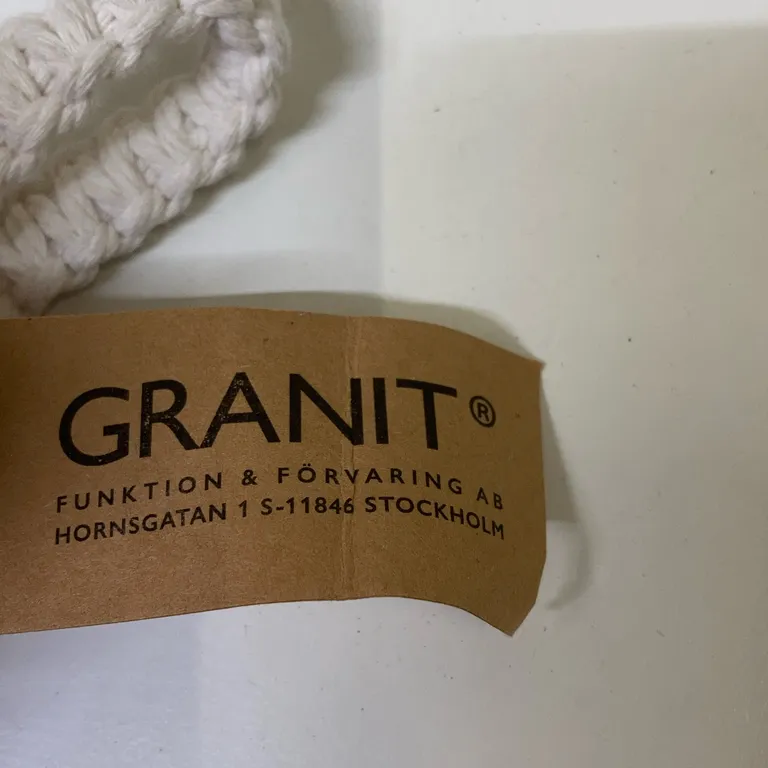 GRANIT®
FUNKTION & FÖRVARING AB
HORNSGATAN 1 S-11846 STOCKHOLM